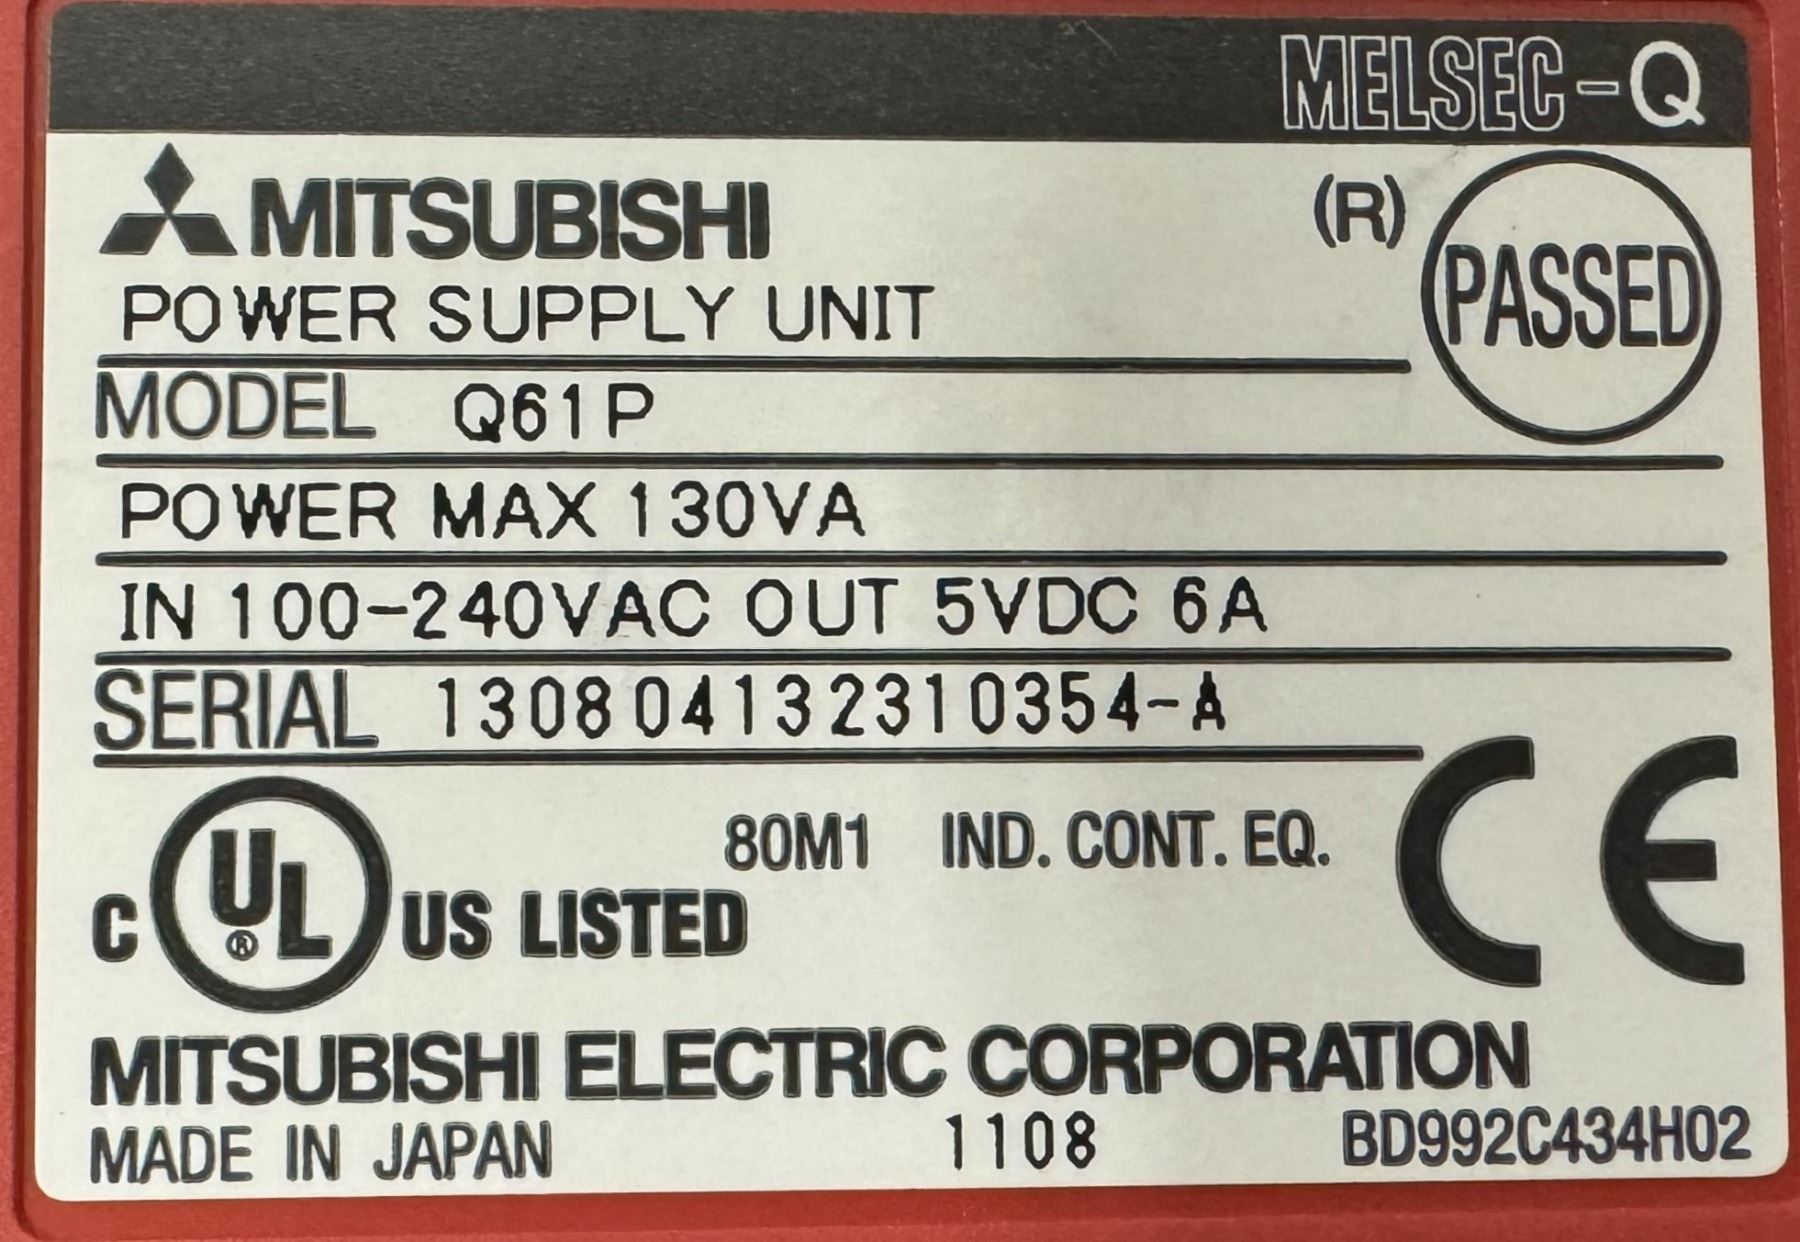 MELSEC-Q
MITSUBISHI (R)
PASSED
POWER SUPPLY UNIT
MODEL Q61P
POWER MAX 130VA
IN 100-240VAC OUT 5VDC 6A
SERIAL 130804132310354-A
80M1 IND. CONT. EQ.
C UL® US LISTED
CE
MITSUBISHI ELECTRIC CORPORATION
MADE IN JAPAN 1108 BD992C434H02